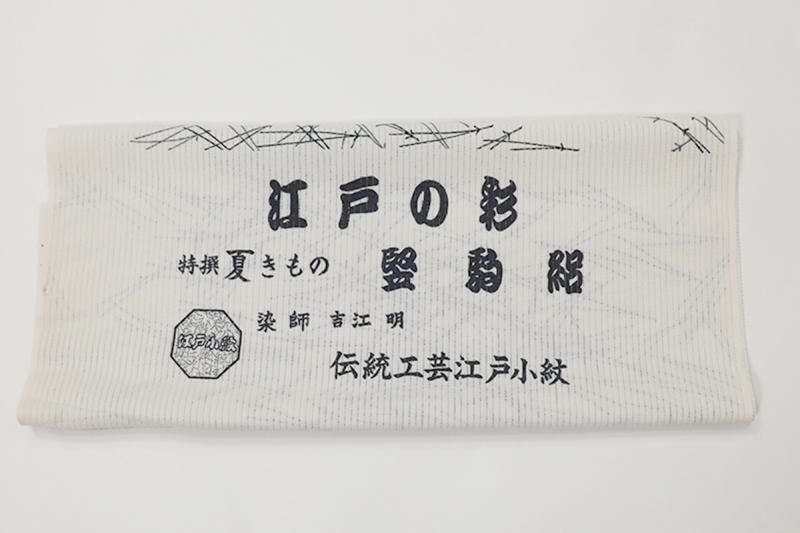 江戸の彩
特撰 夏きもの 竪駒絽
染師 吉江 明
江戸小紋
伝統工芸江戸小紋